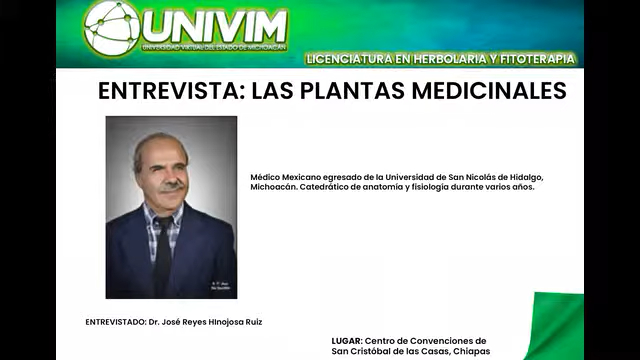 UNIVIM
UNIVERSIDAD VIRTUAL DEL ESTADO DE MICHOACÁN
LICENCIATURA EN HERBOLARIA Y FITOTERAPIA
ENTREVISTA: LAS PLANTAS MEDICINALES
Médico Mexicano egresado de la Universidad de San Nicolás de Hidalgo,
Michoacán. Catedrático de anatomía y fisiología durante varios años.
ENTREVISTADO: Dr. José Reyes HInojosa Ruiz
LUGAR: Centro de Convenciones de
San Cristóbal de las Casas, Chiapas